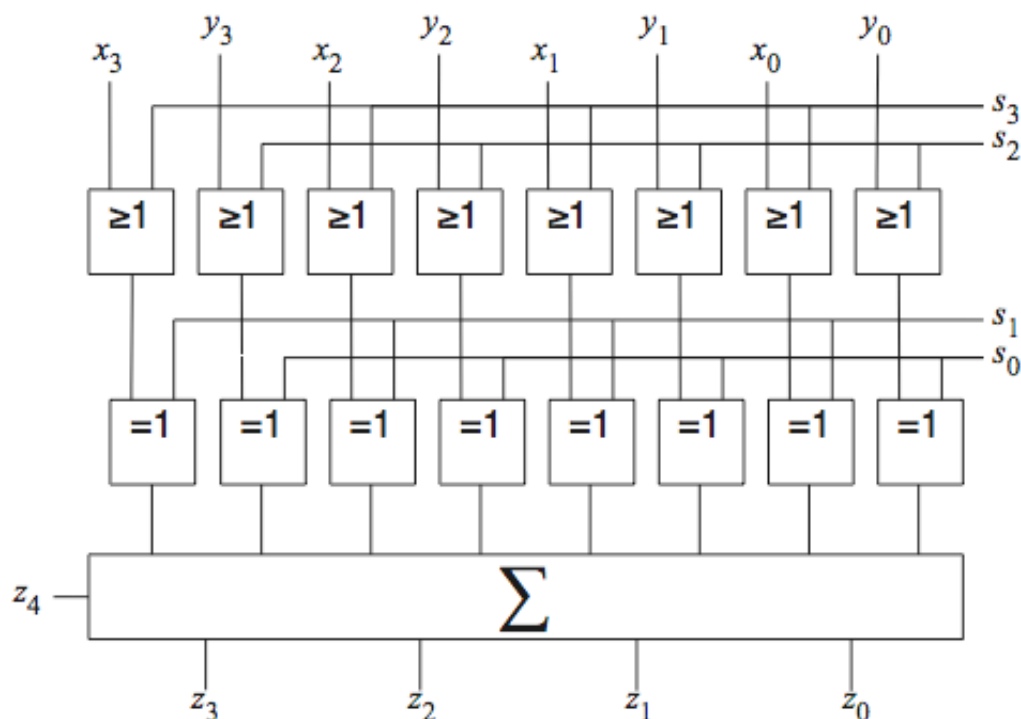 x₃ y₃ x₂ y₂ x₁ y₁ x₀ y₀
s₃
s₂
≥1 ≥1 ≥1 ≥1 ≥1 ≥1 ≥1 ≥1
s₁
s₀
=1 =1 =1 =1 =1 =1 =1 =1
z₄ ∑
z₃ z₂ z₁ z₀